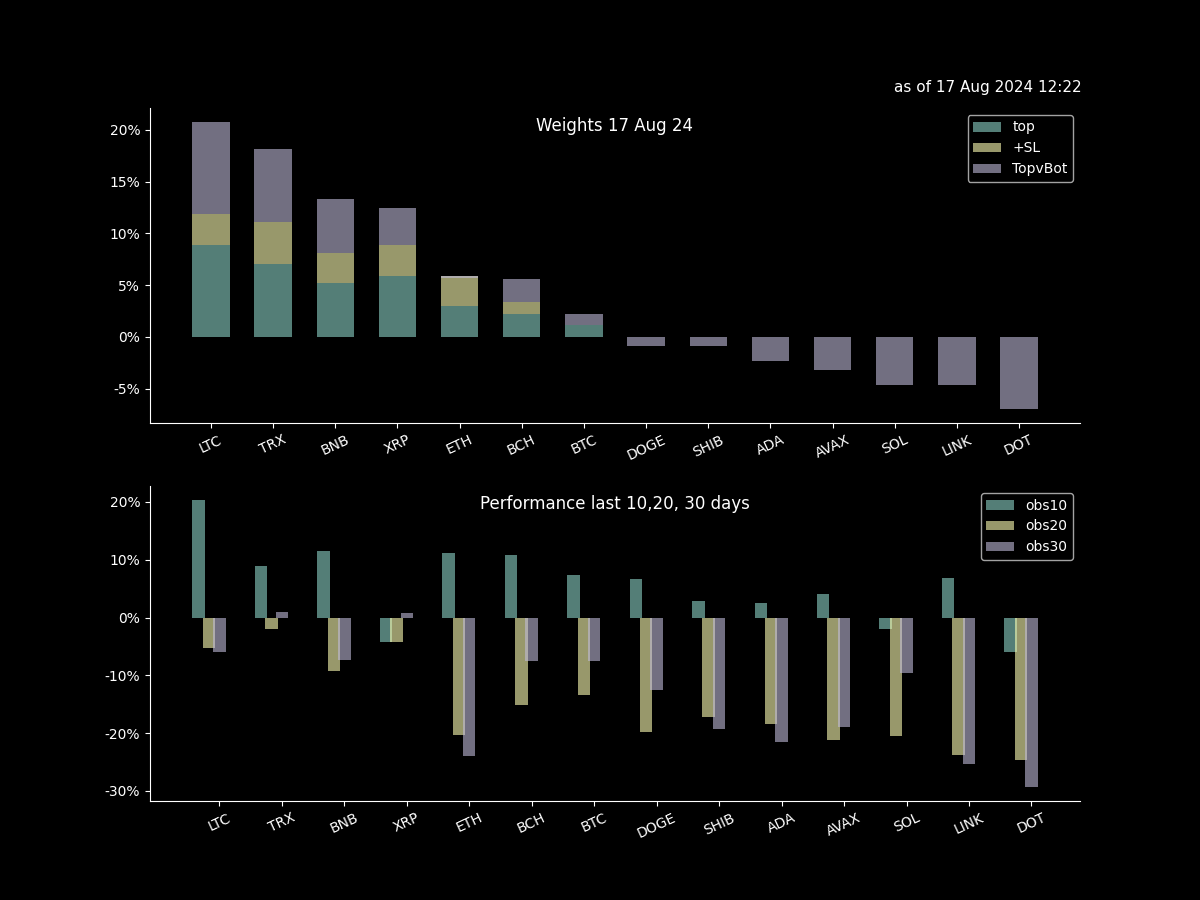 as of 17 Aug 2024 12:22
Weights 17 Aug 24
top
+SL
TopvBot
20%
15%
10%
5%
0%
-5%
LTC TRX BNB XRP ETH BCH BTC DOGE SHIB ADA AVAX SOL LINK DOT
Performance last 10,20, 30 days
obs10
obs20
obs30
20%
10%
0%
-10%
-20%
-30%
LTC TRX BNB XRP ETH BCH BTC DOGE SHIB ADA AVAX SOL LINK DOT